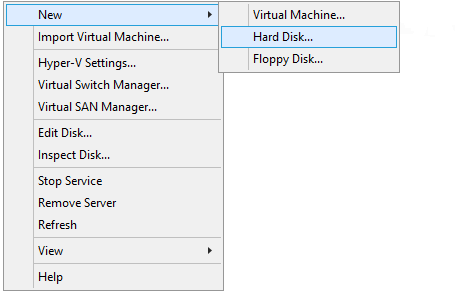 New
Import Virtual Machine...
Hyper-V Settings...
Virtual Switch Manager...
Virtual SAN Manager...
Edit Disk...
Inspect Disk...
Stop Service
Remove Server
Refresh
View
Help
Virtual Machine...
Hard Disk...
Floppy Disk...